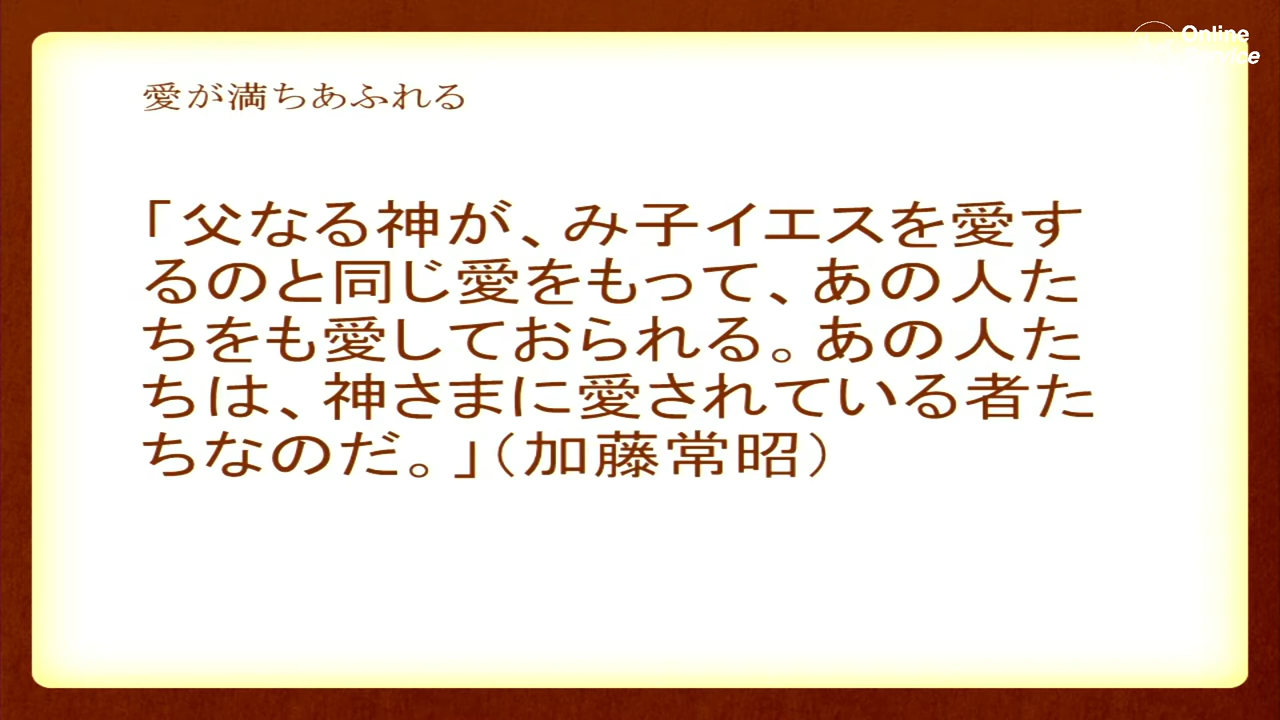 Online
愛が満ちあふれる
「父なる神が、み子イエスを愛す
るのと同じ愛をもって、あの人た
ちをも愛しておられる。あの人た
ちは、神さまに愛されている者た
ちなのだ。」（加藤常昭）